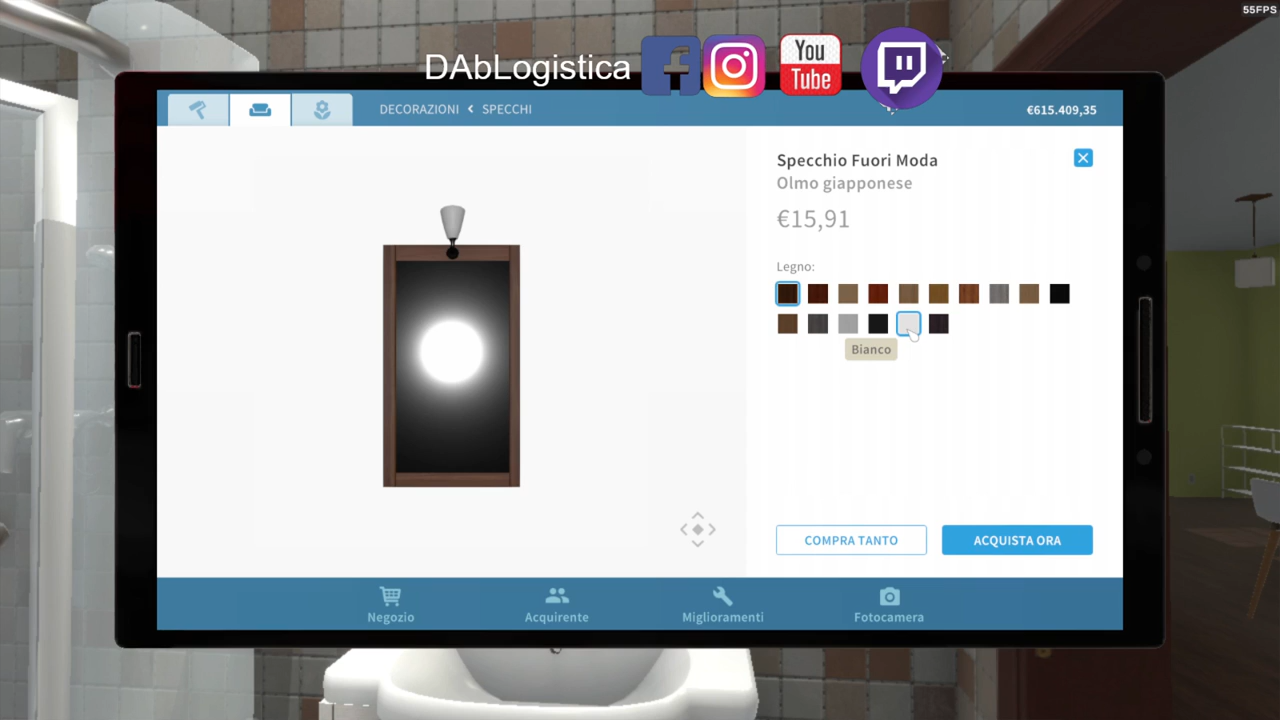 55FPS
DAbLogistica
You
Tube
DECORAZIONI < SPECCHI
€615.409,35
Specchio Fuori Moda
Olmo giapponese
€15,91
Legno:
Bianco
COMPRA TANTO
ACQUISTA ORA
Negozio
Acquirente
Miglioramenti
Fotocamera